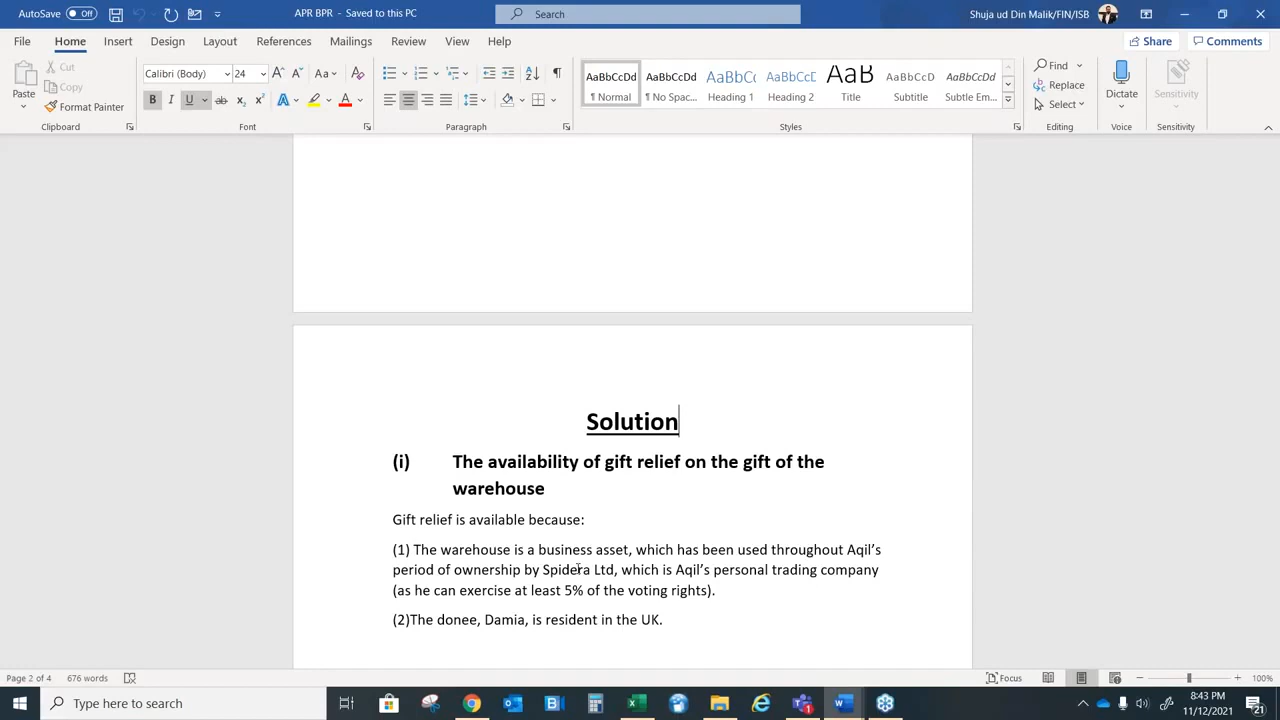 AutoSave Off APR BPR - Saved to this PC Search Shuja ud Din Malik/FIN/ISB
File Home Insert Design Layout References Mailings Review View Help Share Comments
Paste Cut Copy Format Painter
Calibri (Body) 24
AaBbCcDd AaBbCcDd AaBbCc AaBbCcE AaB AaBbCcD AaBbCcDd
¶ Normal ¶ No Spac... Heading 1 Heading 2 Title Subtitle Subtle Em...
Find Replace Select Dictate Sensitivity
Clipboard Font Paragraph Styles Editing Voice Sensitivity
Solution
(i) The availability of gift relief on the gift of the
warehouse
Gift relief is available because:
(1) The warehouse is a business asset, which has been used throughout Aqil’s
period of ownership by Spidera Ltd, which is Aqil’s personal trading company
(as he can exercise at least 5% of the voting rights).
(2)The donee, Damia, is resident in the UK.
Page 2 of 4 676 words Focus 100%
Type here to search 8:43 PM
11/12/2021 21